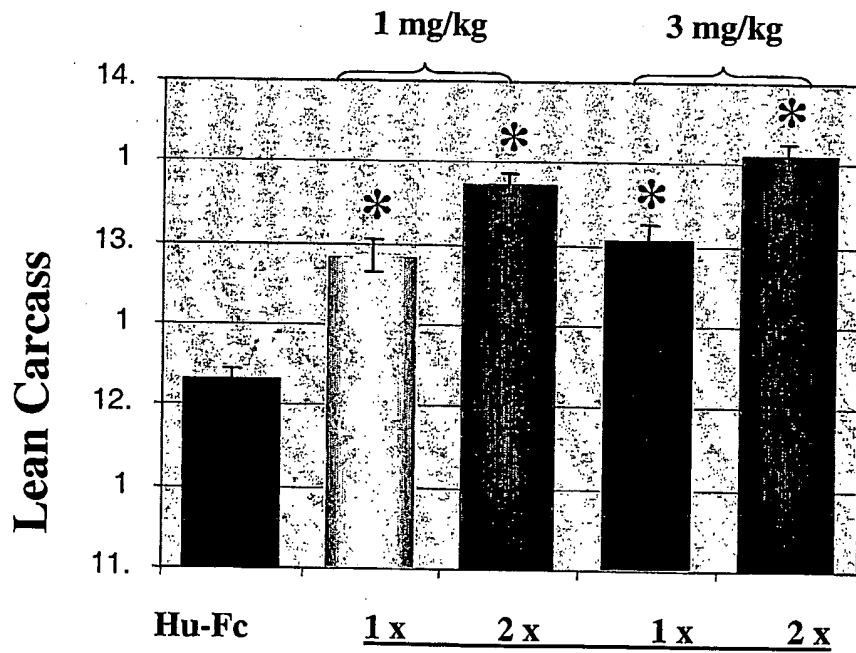 1 mg/kg 3 mg/kg
14.
1
13.
1
12.
1
11.
Lean Carcass
* * * *
Hu-Fc 1 x 2 x 1 x 2 x